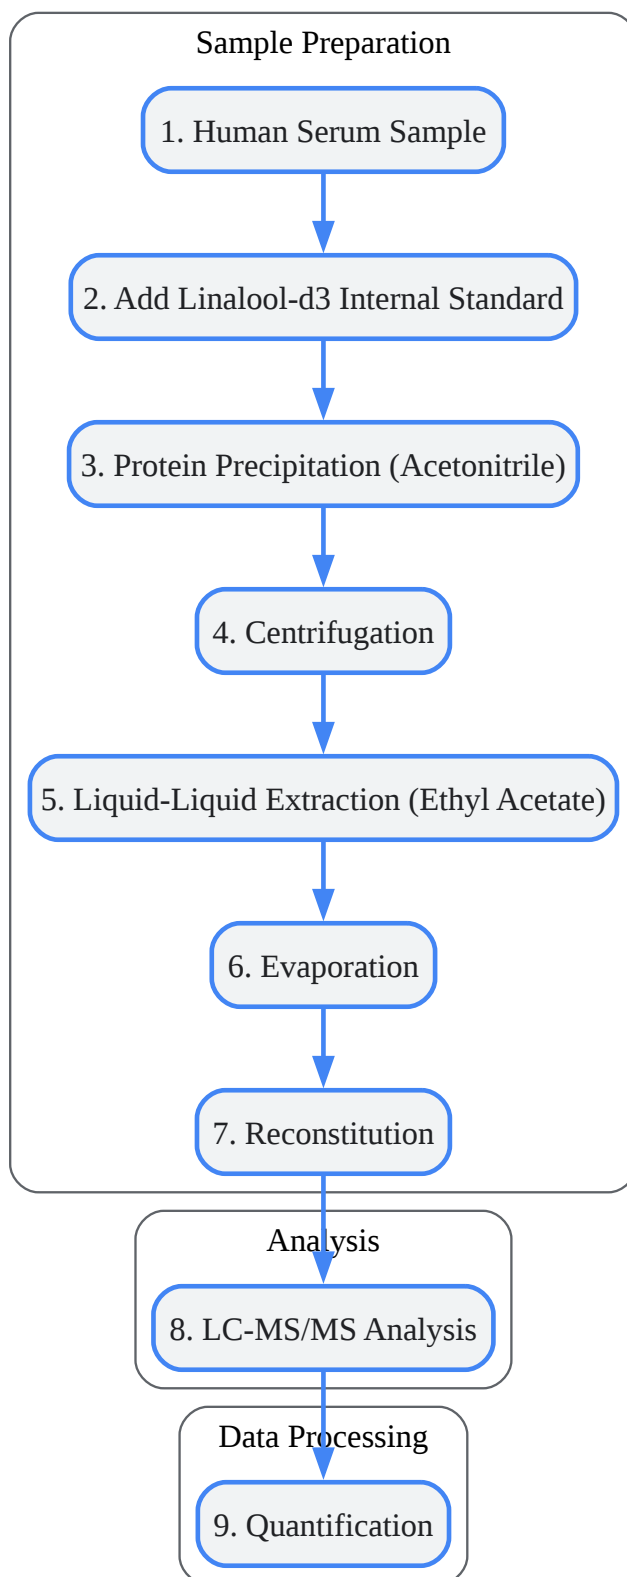 Sample Preparation
1. Human Serum Sample
2. Add Linalool-d3 Internal Standard
3. Protein Precipitation (Acetonitrile)
4. Centrifugation
5. Liquid-Liquid Extraction (Ethyl Acetate)
6. Evaporation
7. Reconstitution
Analysis
8. LC-MS/MS Analysis
Data Processing
9. Quantification